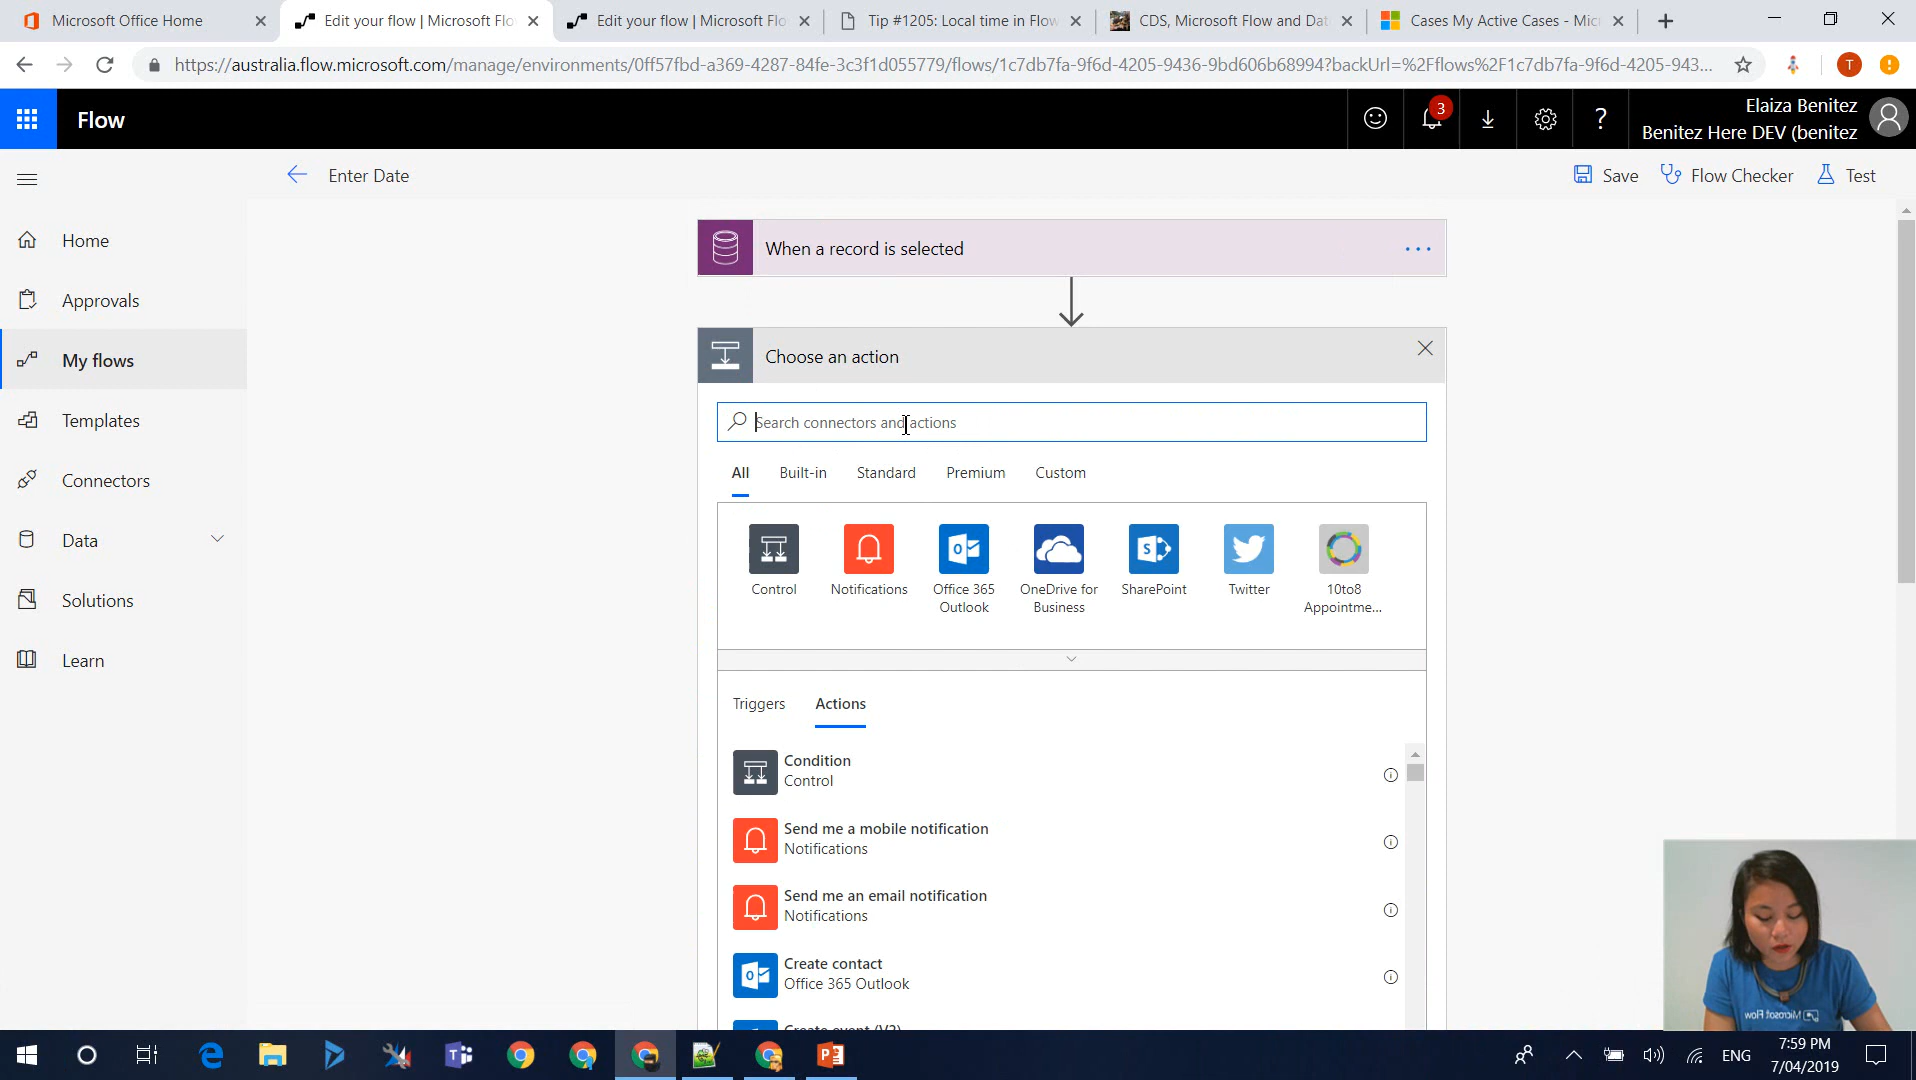 Microsoft Office Home
Edit your flow | Microsoft Flo
Edit your flow | Microsoft Flo
Tip #1205: Local time in Flow
CDS, Microsoft Flow and Dat
Cases My Active Cases - Mic
https://australia.flow.microsoft.com/manage/environments/0ff57fbd-a369-4287-84fe-3c3f1d055779/flows/1c7db7fa-9f6d-4205-9436-9bd606b68994?backUrl=%2Fflows%2F1c7db7fa-9f6d-4205-943...
T
Flow
3
?
Elaiza Benitez
Benitez Here DEV (benitez
Enter Date
Save
Flow Checker
Test
Home
Approvals
My flows
Templates
Connectors
Data
Solutions
Learn
When a record is selected
Choose an action
Search connectors and actions
All
Built-in
Standard
Premium
Custom
Control
Notifications
Office 365
Outlook
OneDrive for
Business
SharePoint
Twitter
10to8
Appointme...
Triggers
Actions
Condition
Control
Send me a mobile notification
Notifications
Send me an email notification
Notifications
Create contact
Office 365 Outlook
Create event (V2)
Microsoft Flow
ENG
7:59 PM
7/04/2019